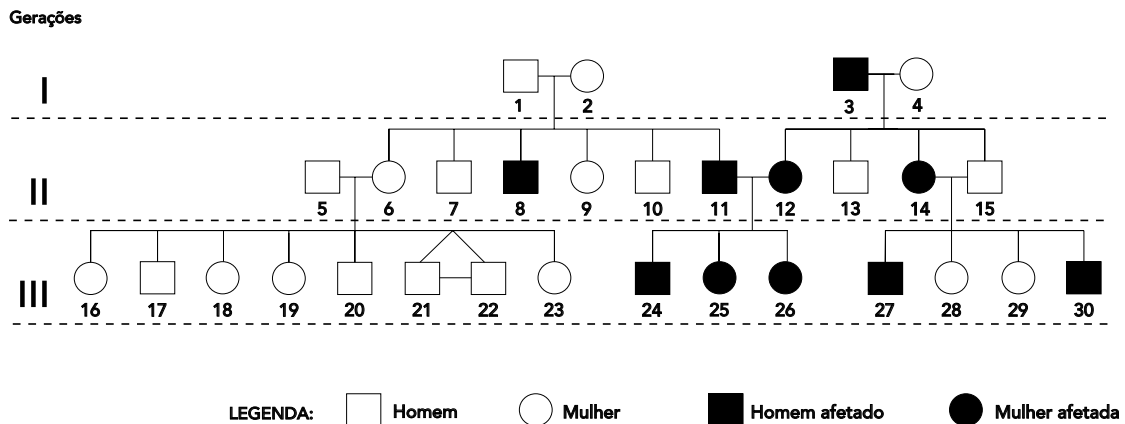 Gerações
I
1 2 3 4
II
5 6 7 8 9 10 11 12 13 14 15
III
16 17 18 19 20 21 22 23 24 25 26 27 28 29 30
LEGENDA: Homem Mulher Homem afetado Mulher afetada